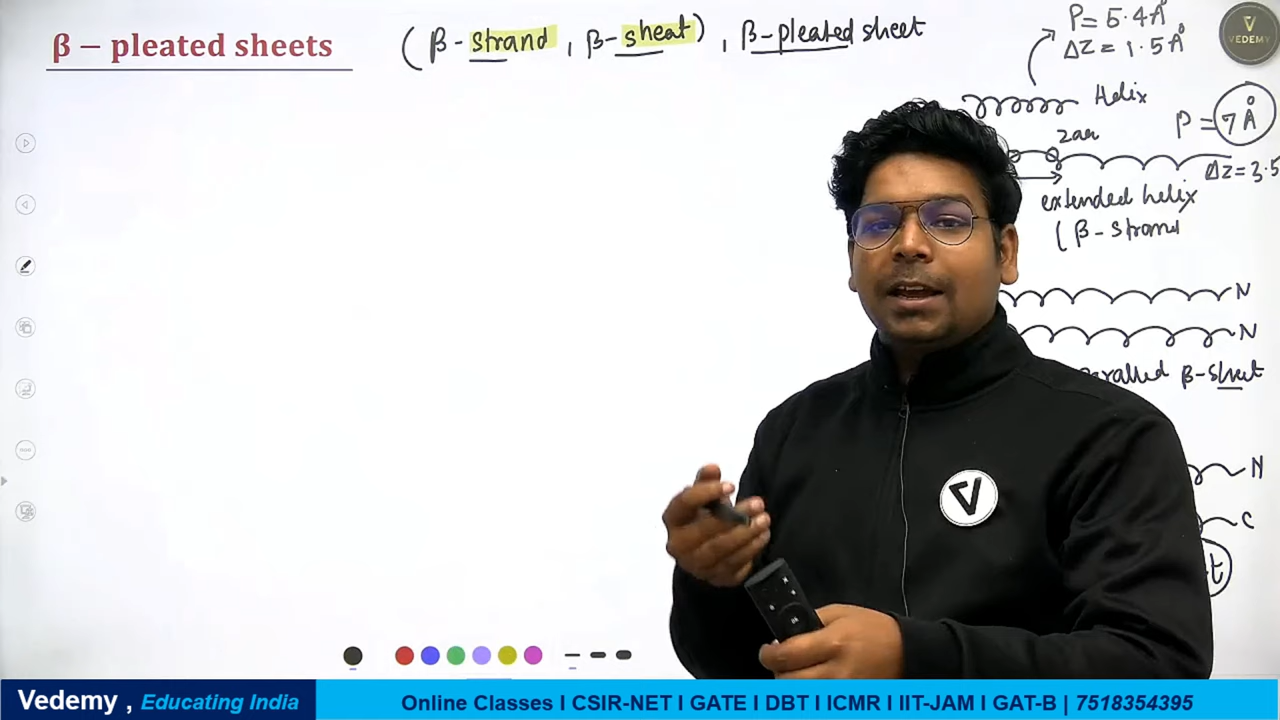 β – pleated sheets
(β- strand, β- sheat), β-pleated sheet
P = 5.4 Å
ΔZ = 1.5 Å
Helix
P = 7 Å
2aa
ΔZ = 3.5
extended helix
(β- strand
N
N
β-sheet
N
C
V
VEDEMY
V
Vedemy , Educating India
Online Classes I CSIR-NET I GATE I DBT I ICMR I IIT-JAM I GAT-B | 7518354395